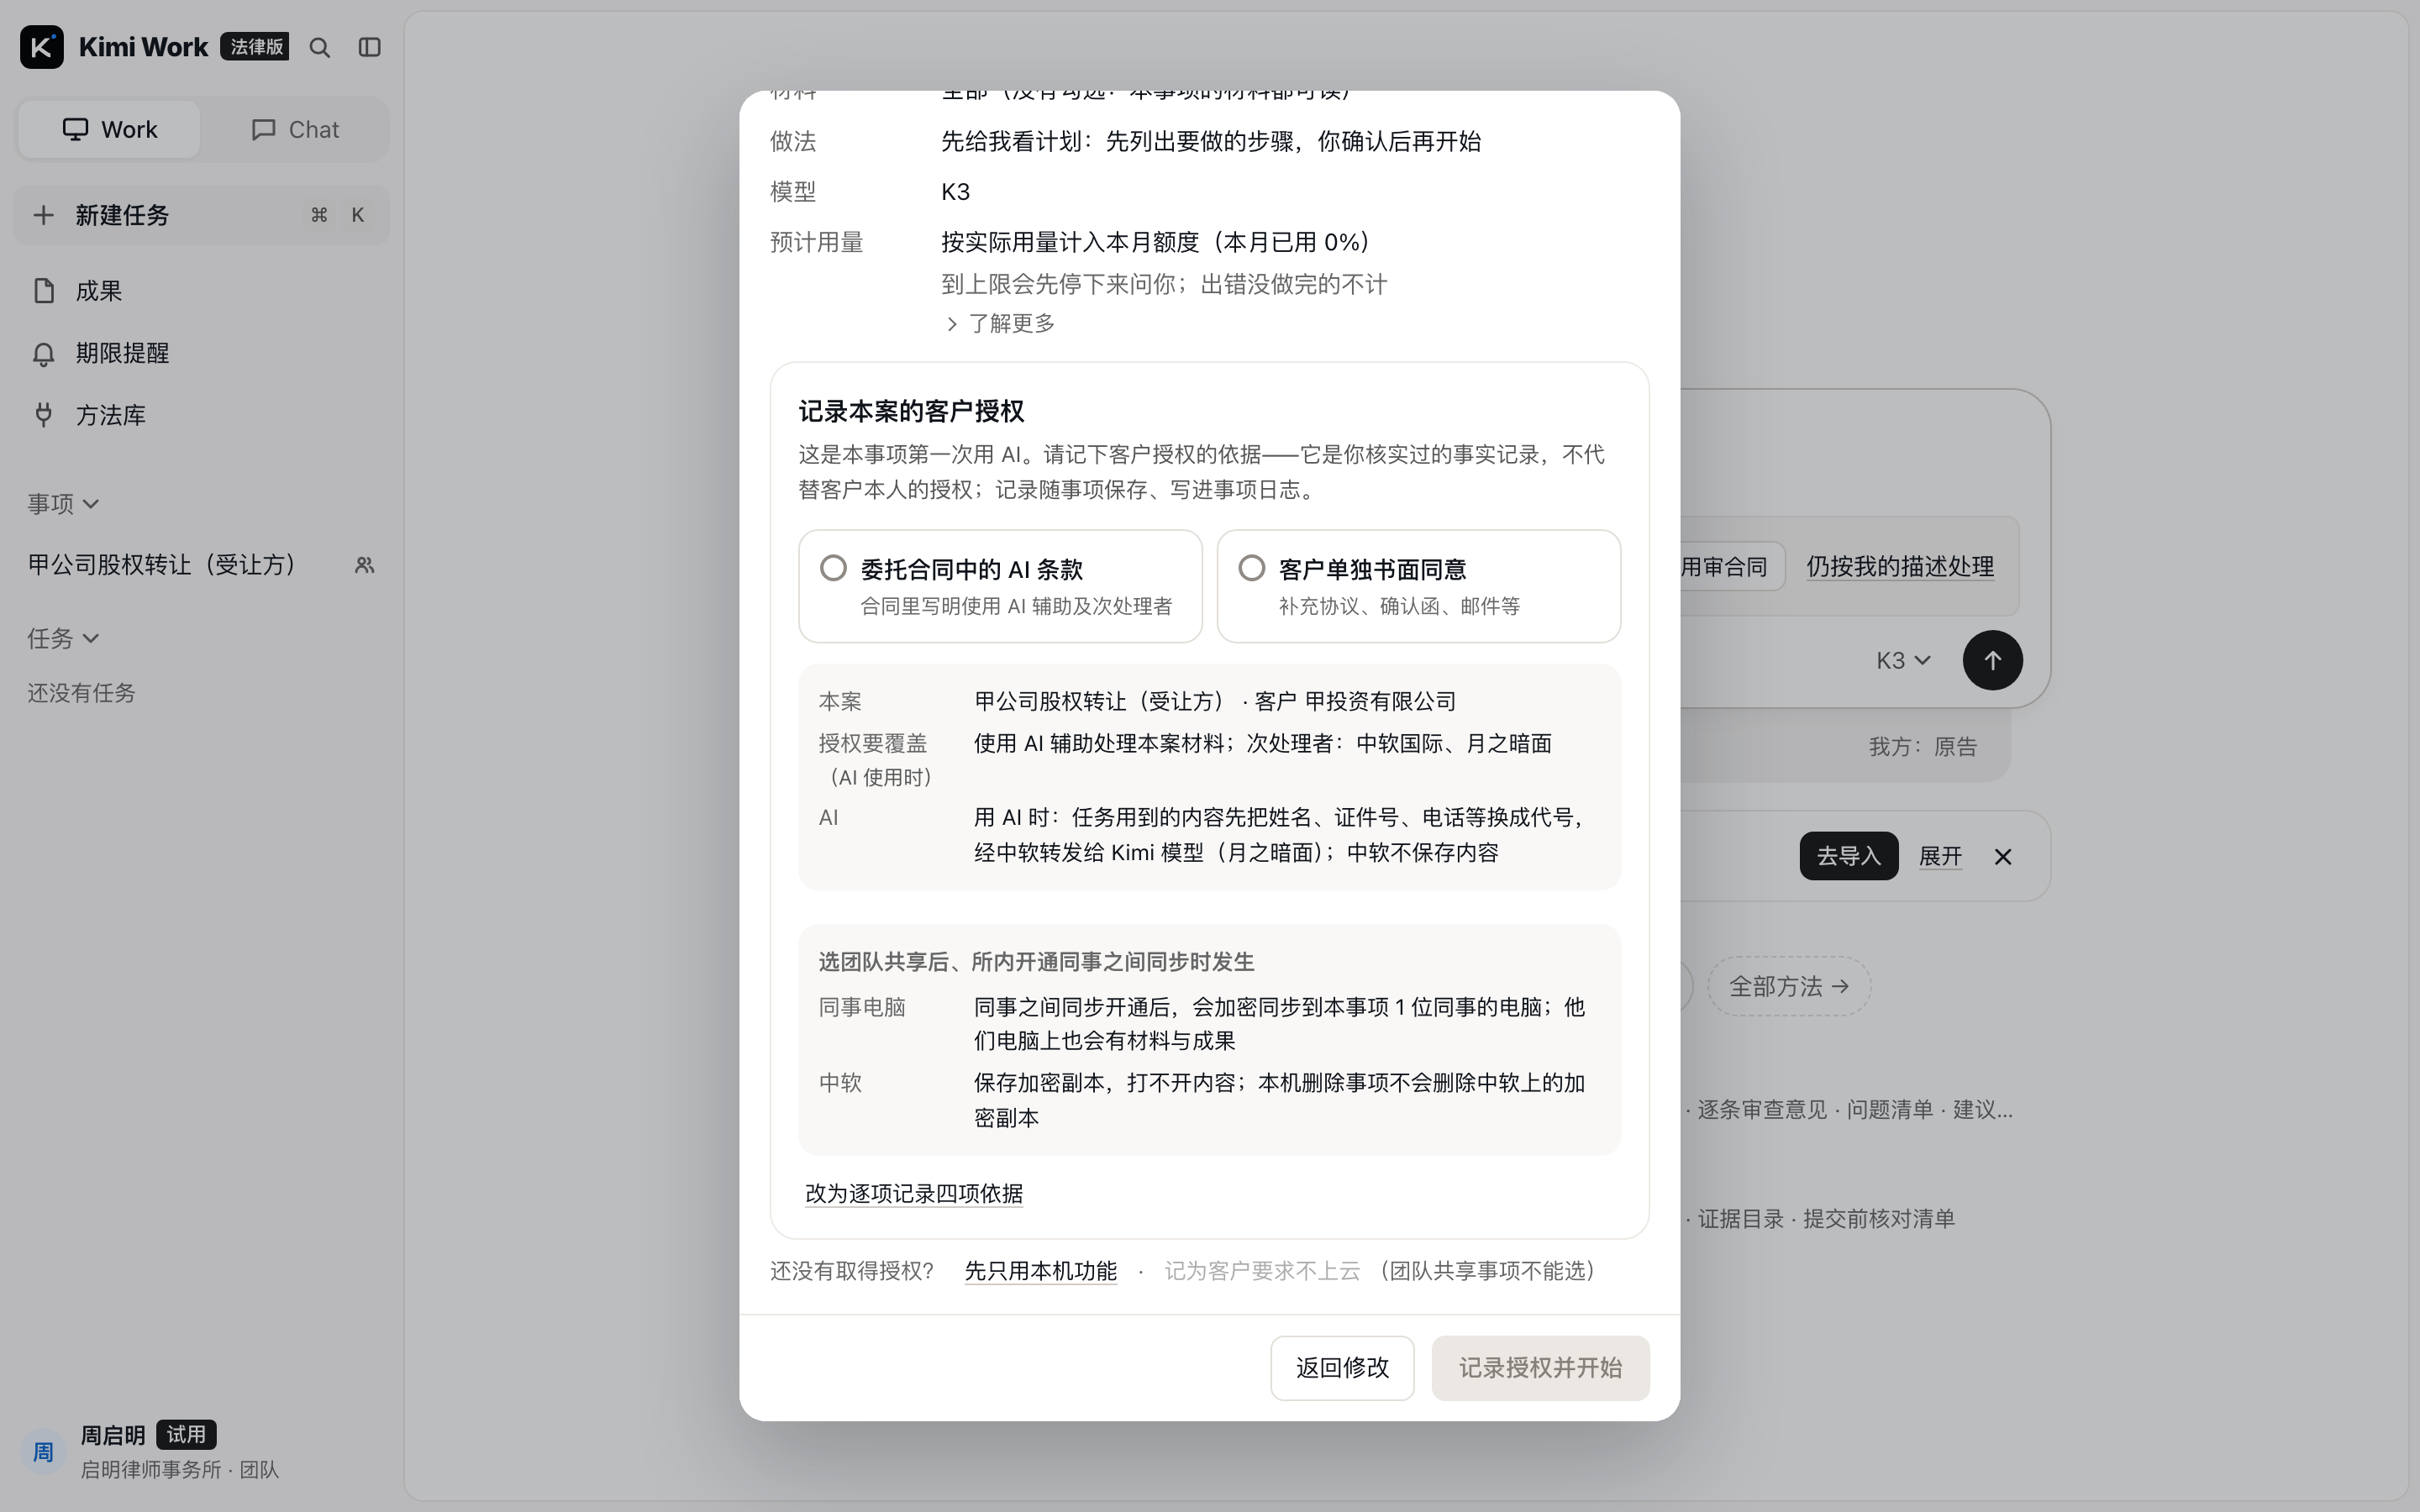 Kimi Work 法律版
Work
Chat
新建任务 ⌘ K
成果
期限提醒
方法库
事项
甲公司股权转让（受让方）
任务
还没有任务
周 周启明 试用
启明律师事务所 · 团队
材料 全部（没有勾选：本事项的材料都可读）
做法 先给我看计划：先列出要做的步骤，你确认后再开始
模型 K3
预计用量 按实际用量计入本月额度（本月已用 0%）
到上限会先停下来问你；出错没做完的不计
了解更多
记录本案的客户授权
这是本事项第一次用 AI。请记下客户授权的依据——它是你核实过的事实记录，不代
替客户本人的授权；记录随事项保存、写进事项日志。
委托合同中的 AI 条款
合同里写明使用 AI 辅助及次处理者
客户单独书面同意
补充协议、确认函、邮件等
本案 甲公司股权转让（受让方） · 客户 甲投资有限公司
授权要覆盖 使用 AI 辅助处理本案材料；次处理者：中软国际、月之暗面
（AI 使用时）
AI 用 AI 时：任务用到的内容先把姓名、证件号、电话等换成代号，
经中软转发给 Kimi 模型（月之暗面）；中软不保存内容
选团队共享后、所内开通同事之间同步时发生
同事电脑 同事之间同步开通后，会加密同步到本事项 1 位同事的电脑；他
们电脑上也会有材料与成果
中软 保存加密副本，打不开内容；本机删除事项不会删除中软上的加
密副本
改为逐项记录四项依据
还没有取得授权？ 先只用本机功能 · 记为客户要求不上云 （团队共享事项不能选）
返回修改 记录授权并开始
用审合同 仍按我的描述处理
K3
我方：原告
去导入 展开
全部方法 →
· 逐条审查意见 · 问题清单 · 建议...
· 证据目录 · 提交前核对清单